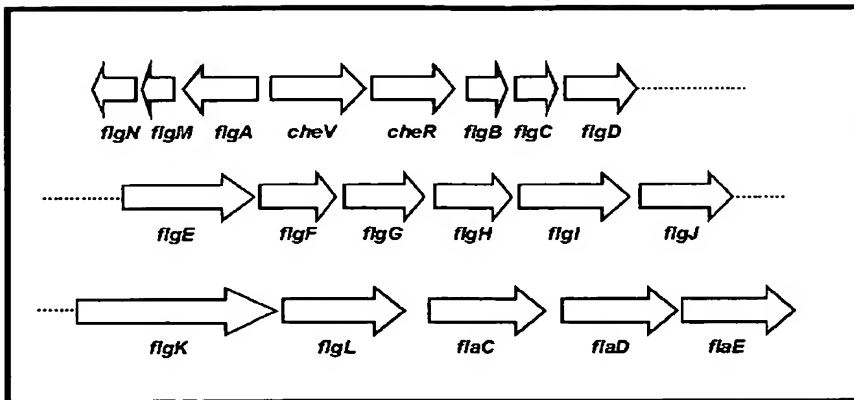 flgN flgM flgA cheV cheR flgB flgC flgD
flgE flgF flgG flgH flgI flgJ
flgK flgL flaC flaD flaE